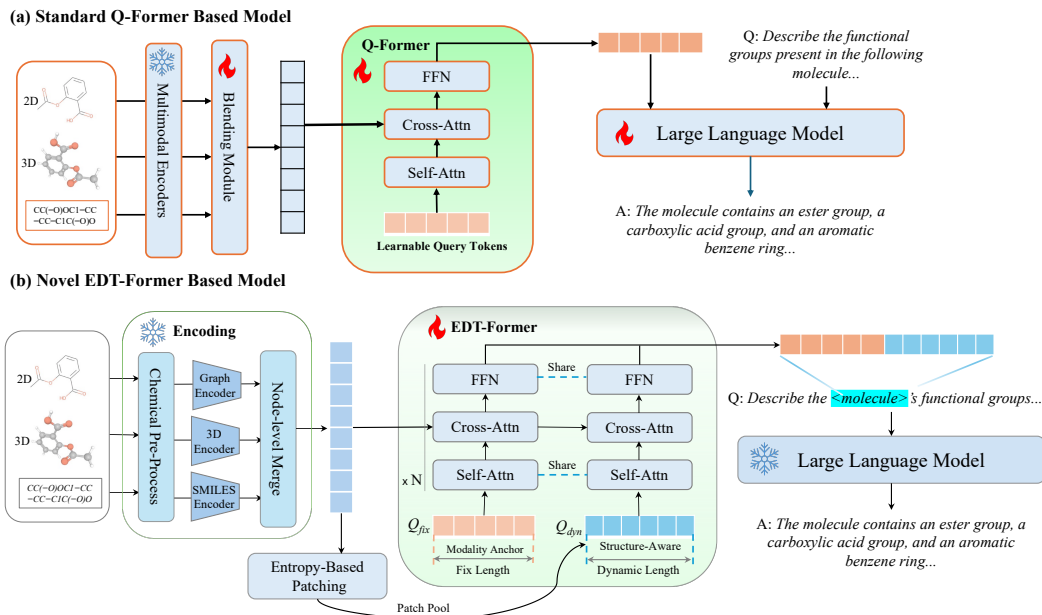 (a) Standard Q-Former Based Model
2D
3D
CC(=O)OC1=CC
=CC=C1C(=O)O
Multimodal Encoders
Blending Module
Q-Former
FFN
Cross-Attn
Self-Attn
Learnable Query Tokens
Q: Describe the functional
groups present in the following
molecule...
Large Language Model
A: The molecule contains an ester group, a
carboxylic acid group, and an aromatic
benzene ring...
(b) Novel EDT-Former Based Model
2D
3D
CC(=O)OC1=CC
=CC=C1C(=O)O
Encoding
Chemical Pre-Process
Graph
Encoder
3D
Encoder
SMILES
Encoder
Node-level Merge
Entropy-Based
Patching
Patch Pool
EDT-Former
FFN
Share
FFN
Cross-Attn
Cross-Attn
Self-Attn
Share
Self-Attn
x N
Qfix
Modality Anchor
Fix Length
Qdyn
Structure-Aware
Dynamic Length
Q: Describe the <molecule>'s functional groups...
Large Language Model
A: The molecule contains an ester group, a
carboxylic acid group, and an aromatic
benzene ring...